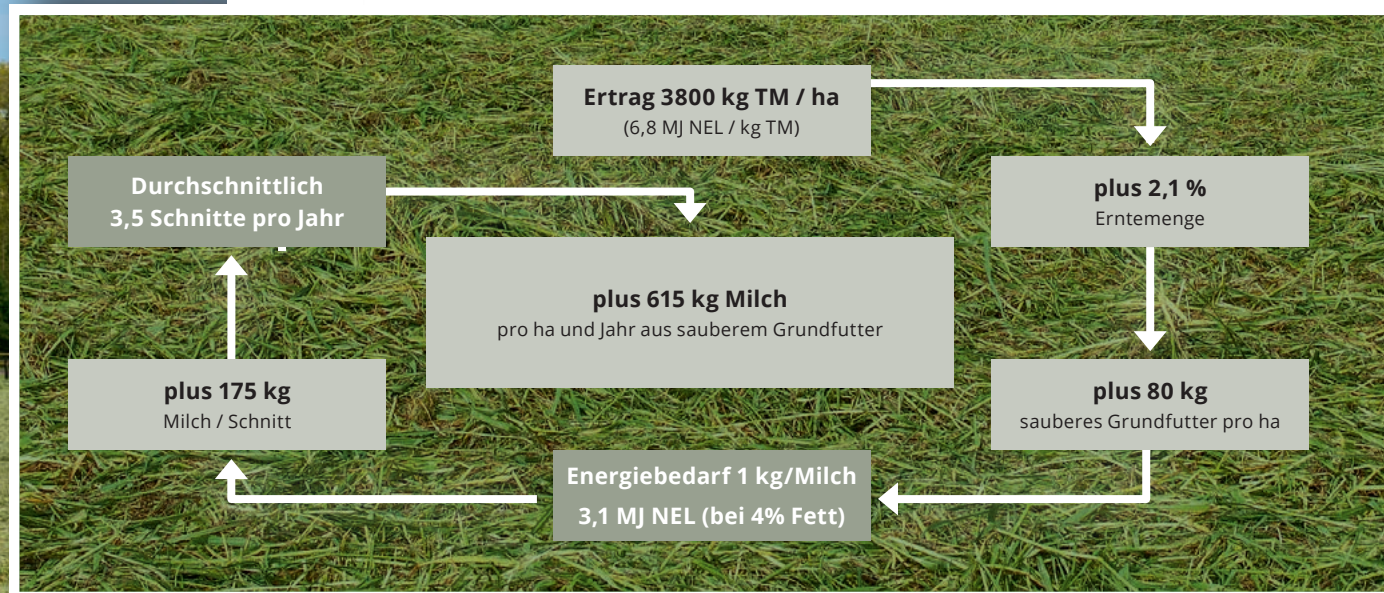 Ertrag 3800 kg TM / ha
(6,8 MJ NEL / kg TM)
plus 2,1 %
Erntemenge
plus 80 kg
sauberes Grundfutter pro ha
Energiebedarf 1 kg/Milch
3,1 MJ NEL (bei 4% Fett)
plus 175 kg
Milch / Schnitt
Durchschnittlich
3,5 Schnitte pro Jahr
plus 615 kg Milch
pro ha und Jahr aus sauberem Grundfutter